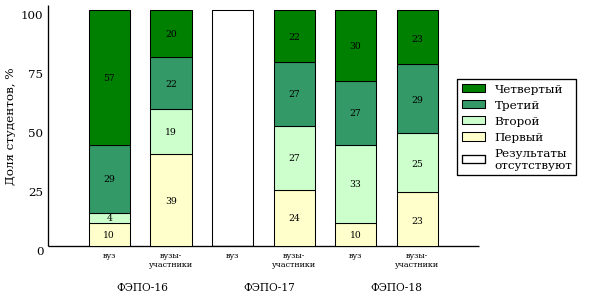 100
75
50
25
0
Доля студентов, %
57
29
4
10
20
22
19
39
22
27
27
24
30
27
33
10
23
29
25
23
вуз
вузы-
участники
вуз
вузы-
участники
вуз
вузы-
участники
ФЭПО-16
ФЭПО-17
ФЭПО-18
Четвертый
Третий
Второй
Первый
Результаты
отсутствуют